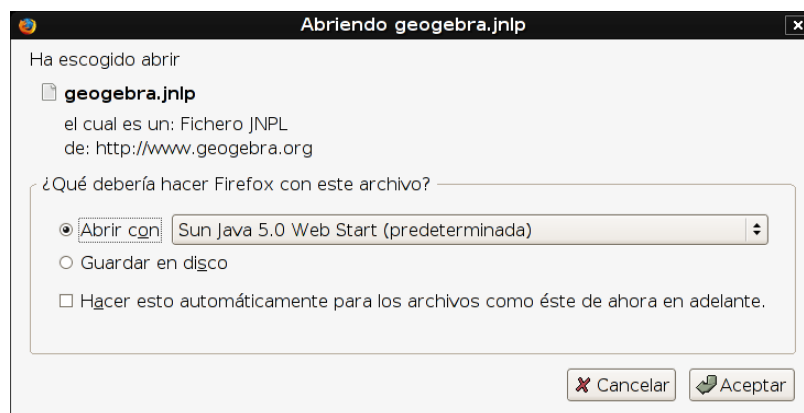 Abriendo geogebra.jnlp
Ha escogido abrir
geogebra.jnlp
el cual es un: Fichero JNPL
de: http://www.geogebra.org
¿Qué debería hacer Firefox con este archivo?
Abrir con Sun Java 5.0 Web Start (predeterminada)
Guardar en disco
Hacer esto automáticamente para los archivos como éste de ahora en adelante.
Cancelar Aceptar